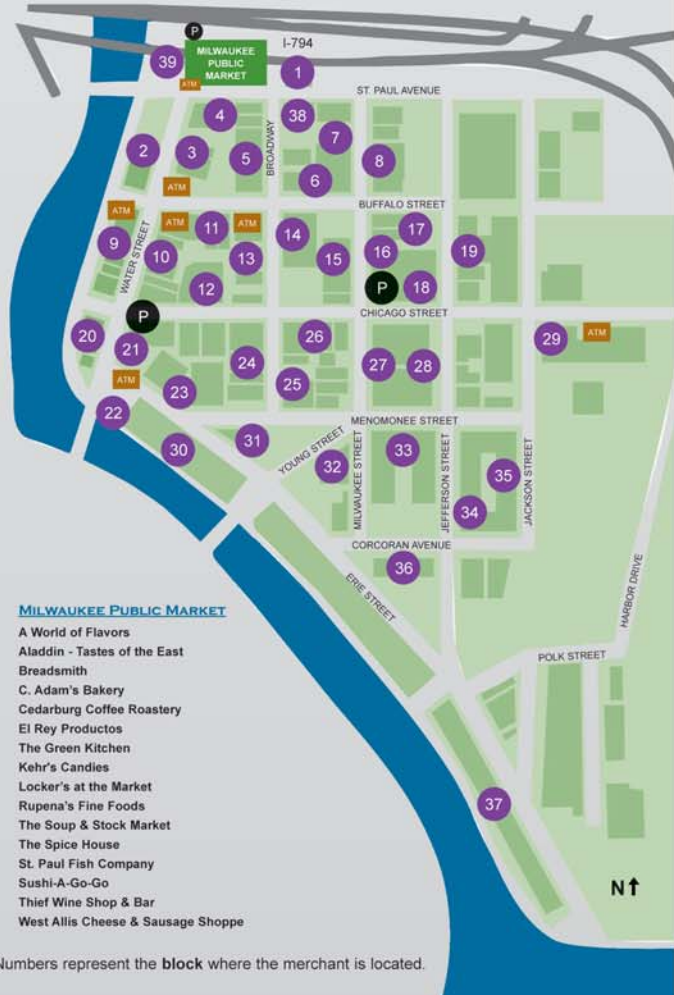 P
39
MILWAUKEE
PUBLIC
MARKET
I-794
1
ATM
ST. PAUL AVENUE
4
38
2
3
5
BROADWAY
7
6
8
ATM
BUFFALO STREET
ATM
ATM
11
ATM
14
17
9
WATER STREET
10
13
15
16
19
12
P
18
P
CHICAGO STREET
20
21
26
29
ATM
24
27
28
ATM
23
25
22
MENOMONEE STREET
30
31
YOUNG STREET
32
MILWAUKEE STREET
33
JEFFERSON STREET
35
34
JACKSON STREET
CORCORAN AVENUE
36
ERIE STREET
HARBOR DRIVE
POLK STREET
37
N
MILWAUKEE PUBLIC MARKET
A World of Flavors
Aladdin - Tastes of the East
Breadsmith
C. Adam's Bakery
Cedarburg Coffee Roastery
El Rey Productos
The Green Kitchen
Kehr's Candies
Locker's at the Market
Rupena's Fine Foods
The Soup & Stock Market
The Spice House
St. Paul Fish Company
Sushi-A-Go-Go
Thief Wine Shop & Bar
West Allis Cheese & Sausage Shoppe
Numbers represent the block where the merchant is located.